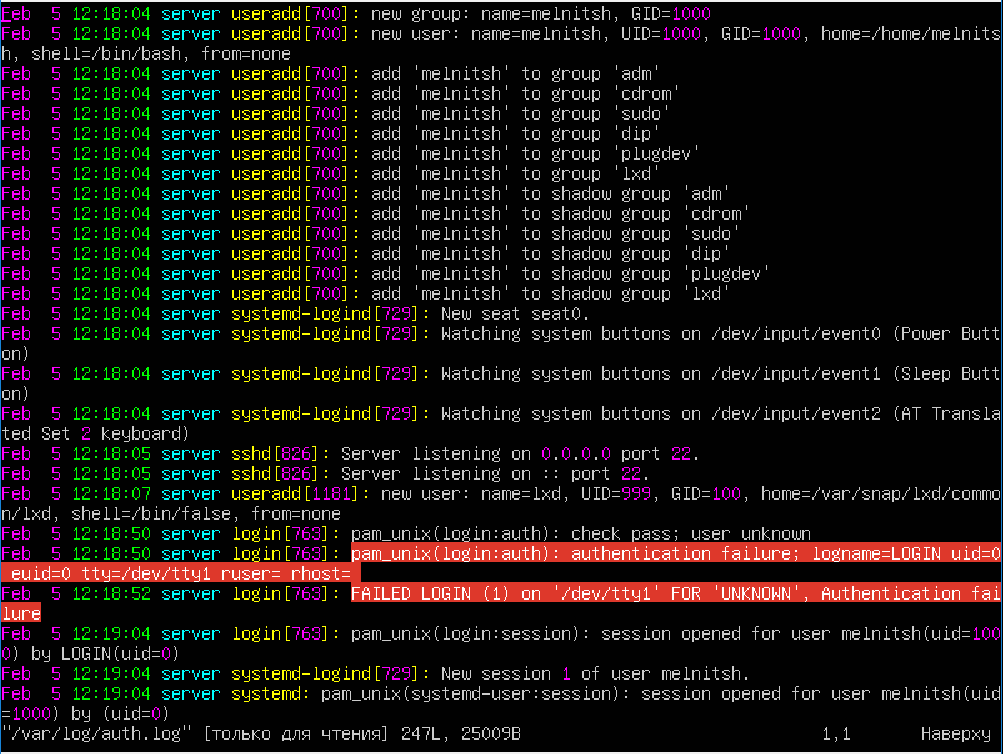 Feb  5 12:18:04 server useradd[700]: new group: name=melnitsh, GID=1000
Feb  5 12:18:04 server useradd[700]: new user: name=melnitsh, UID=1000, GID=1000, home=/home/melnits
h, shell=/bin/bash, from=none
Feb  5 12:18:04 server useradd[700]: add 'melnitsh' to group 'adm'
Feb  5 12:18:04 server useradd[700]: add 'melnitsh' to group 'cdrom'
Feb  5 12:18:04 server useradd[700]: add 'melnitsh' to group 'sudo'
Feb  5 12:18:04 server useradd[700]: add 'melnitsh' to group 'dip'
Feb  5 12:18:04 server useradd[700]: add 'melnitsh' to group 'plugdev'
Feb  5 12:18:04 server useradd[700]: add 'melnitsh' to group 'lxd'
Feb  5 12:18:04 server useradd[700]: add 'melnitsh' to shadow group 'adm'
Feb  5 12:18:04 server useradd[700]: add 'melnitsh' to shadow group 'cdrom'
Feb  5 12:18:04 server useradd[700]: add 'melnitsh' to shadow group 'sudo'
Feb  5 12:18:04 server useradd[700]: add 'melnitsh' to shadow group 'dip'
Feb  5 12:18:04 server useradd[700]: add 'melnitsh' to shadow group 'plugdev'
Feb  5 12:18:04 server useradd[700]: add 'melnitsh' to shadow group 'lxd'
Feb  5 12:18:04 server systemd-logind[729]: New seat seat0.
Feb  5 12:18:04 server systemd-logind[729]: Watching system buttons on /dev/input/event0 (Power Butt
on)
Feb  5 12:18:04 server systemd-logind[729]: Watching system buttons on /dev/input/event1 (Sleep Butt
on)
Feb  5 12:18:04 server systemd-logind[729]: Watching system buttons on /dev/input/event2 (AT Transla
ted Set 2 keyboard)
Feb  5 12:18:05 server sshd[826]: Server listening on 0.0.0.0 port 22.
Feb  5 12:18:05 server sshd[826]: Server listening on :: port 22.
Feb  5 12:18:07 server useradd[1181]: new user: name=lxd, UID=999, GID=100, home=/var/snap/lxd/commo
n/lxd, shell=/bin/false, from=none
Feb  5 12:18:50 server login[763]: pam_unix(login:auth): check pass; user unknown
Feb  5 12:18:50 server login[763]: pam_unix(login:auth): authentication failure; logname=LOGIN uid=0
 euid=0 tty=/dev/tty1 ruser= rhost=
Feb  5 12:18:52 server login[763]: FAILED LOGIN (1) on '/dev/tty1' FOR 'UNKNOWN', Authentication fai
lure
Feb  5 12:19:04 server login[763]: pam_unix(login:session): session opened for user melnitsh(uid=100
0) by LOGIN(uid=0)
Feb  5 12:19:04 server systemd-logind[729]: New session 1 of user melnitsh.
Feb  5 12:19:04 server systemd: pam_unix(systemd-user:session): session opened for user melnitsh(uid
=1000) by (uid=0)
"/var/log/auth.log" [только для чтения] 247L, 25009B 1,1 Наверху